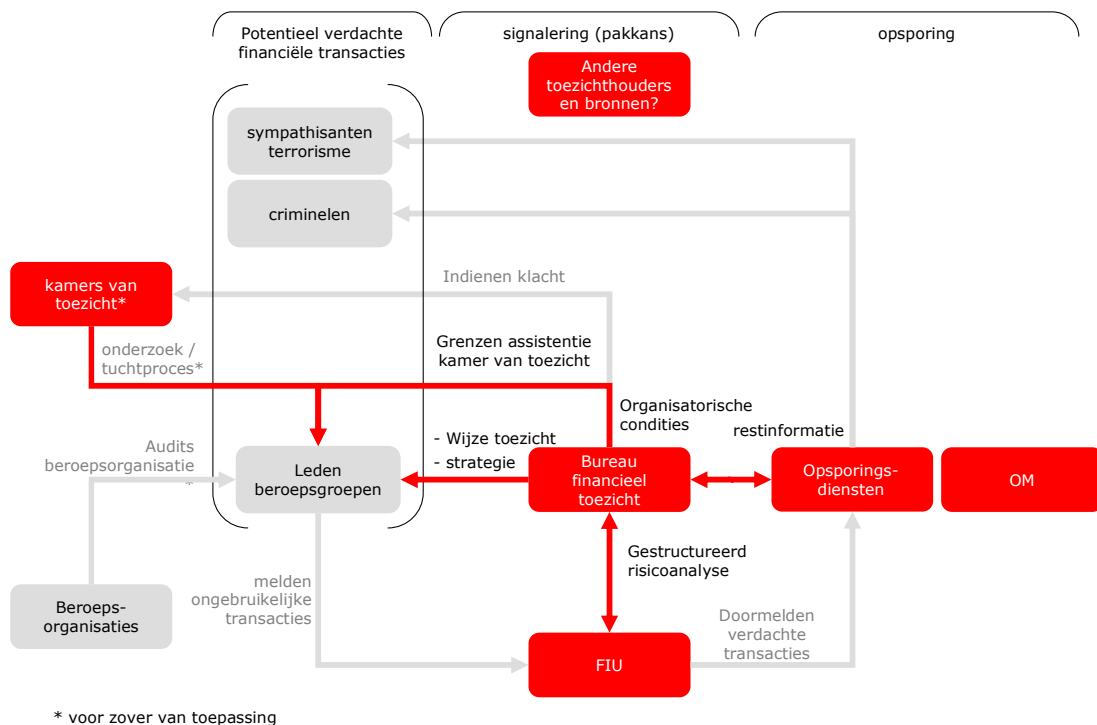 Potentieel verdachte
financiële transacties
signalering (pakkans)
opsporing
Andere
toezichthouders
en bronnen?
sympathisanten
terrorisme
criminelen
kamers van
toezicht*
Indienen klacht
onderzoek /
tuchtproces*
Grenzen assistentie
kamer van toezicht
Organisatorische
condities
restinformatie
- Wijze toezicht
- strategie
Audits
beroepsorganisatie
*
Leden
beroepsgroepen
Bureau
financieel
toezicht
Opsporings-
diensten
OM
Gestructureerd
risicoanalyse
melden
ongebruikelijke
transacties
Beroeps-
organisaties
Doormelden
verdachte
transacties
FIU
* voor zover van toepassing